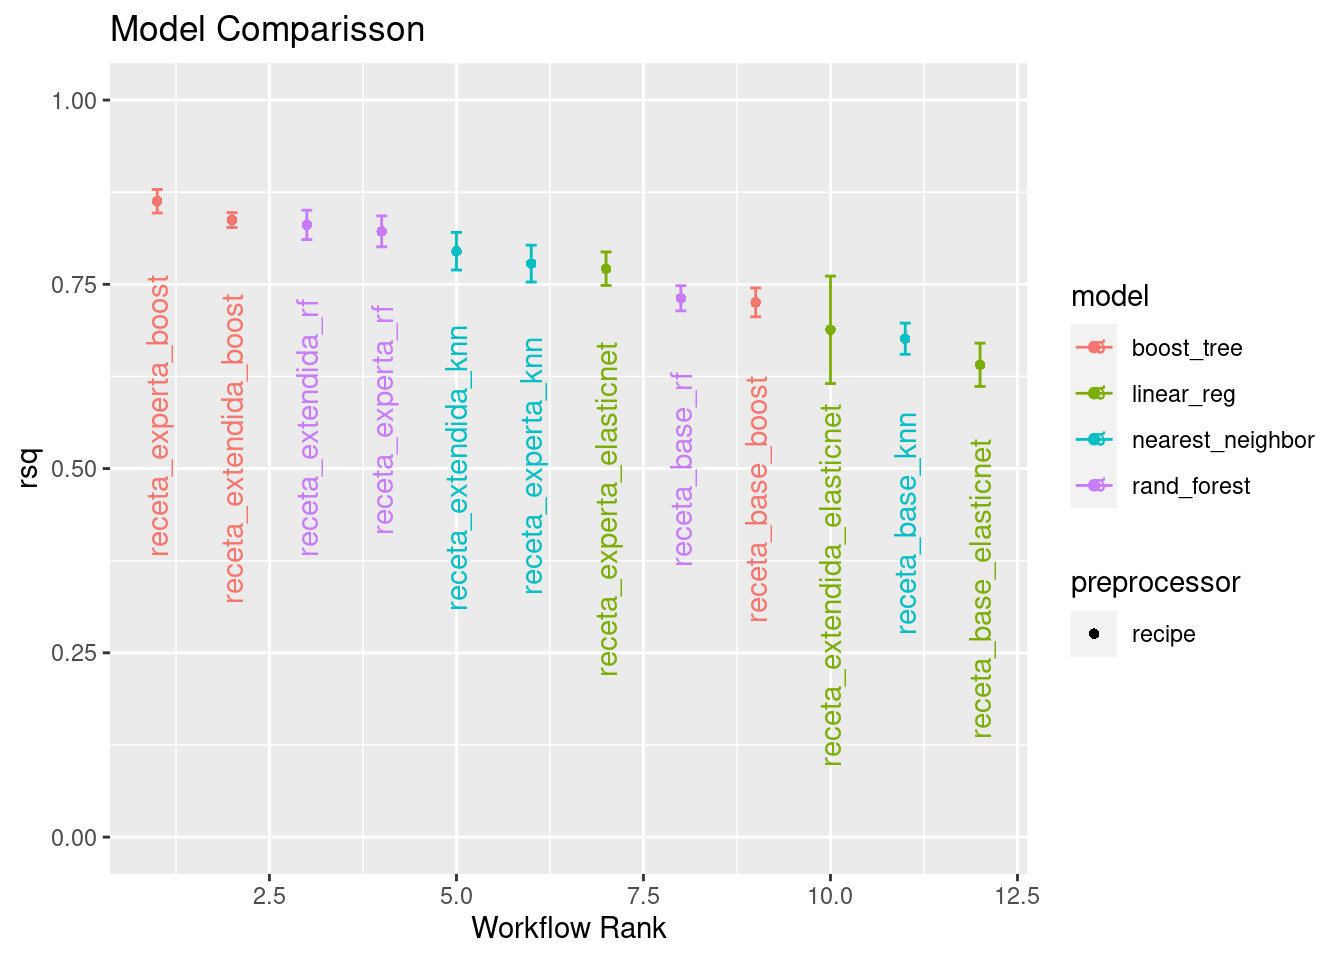 Model Comparisson
1.00
0.75
0.50
0.25
0.00
rsq
receta_experta_boost
receta_extendida_boost
receta_extendida_rf
receta_experta_rf
receta_extendida_knn
receta_experta_knn
receta_experta_elasticnet
receta_base_rf
receta_base_boost
receta_extendida_elasticnet
receta_base_knn
receta_base_elasticnet
2.5 5.0 7.5 10.0 12.5
Workflow Rank
model
boost_tree
linear_reg
nearest_neighbor
rand_forest
preprocessor
recipe